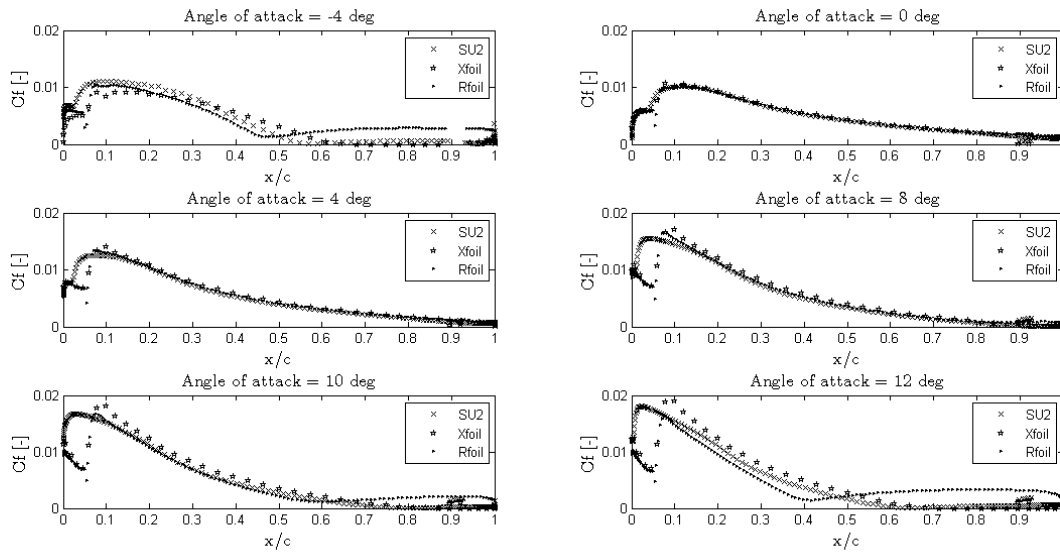 Angle of attack = -4 deg
0.02
0.01
0
Cf [-]
SU2
Xfoil
Rfoil
0 0.1 0.2 0.3 0.4 0.5 0.6 0.7 0.8 0.9 1
x/c
Angle of attack = 0 deg
0.02
0.01
0
Cf [-]
SU2
Xfoil
Rfoil
0 0.1 0.2 0.3 0.4 0.5 0.6 0.7 0.8 0.9
x/c
Angle of attack = 4 deg
0.02
0.01
0
Cf [-]
SU2
Xfoil
Rfoil
0 0.1 0.2 0.3 0.4 0.5 0.6 0.7 0.8 0.9 1
x/c
Angle of attack = 8 deg
0.02
0.01
0
Cf [-]
SU2
Xfoil
Rfoil
0 0.1 0.2 0.3 0.4 0.5 0.6 0.7 0.8 0.9
x/c
Angle of attack = 10 deg
0.02
0.01
0
Cf [-]
SU2
Xfoil
Rfoil
0 0.1 0.2 0.3 0.4 0.5 0.6 0.7 0.8 0.9 1
x/c
Angle of attack = 12 deg
0.02
0.01
0
Cf [-]
SU2
Xfoil
Rfoil
0 0.1 0.2 0.3 0.4 0.5 0.6 0.7 0.8 0.9
x/c